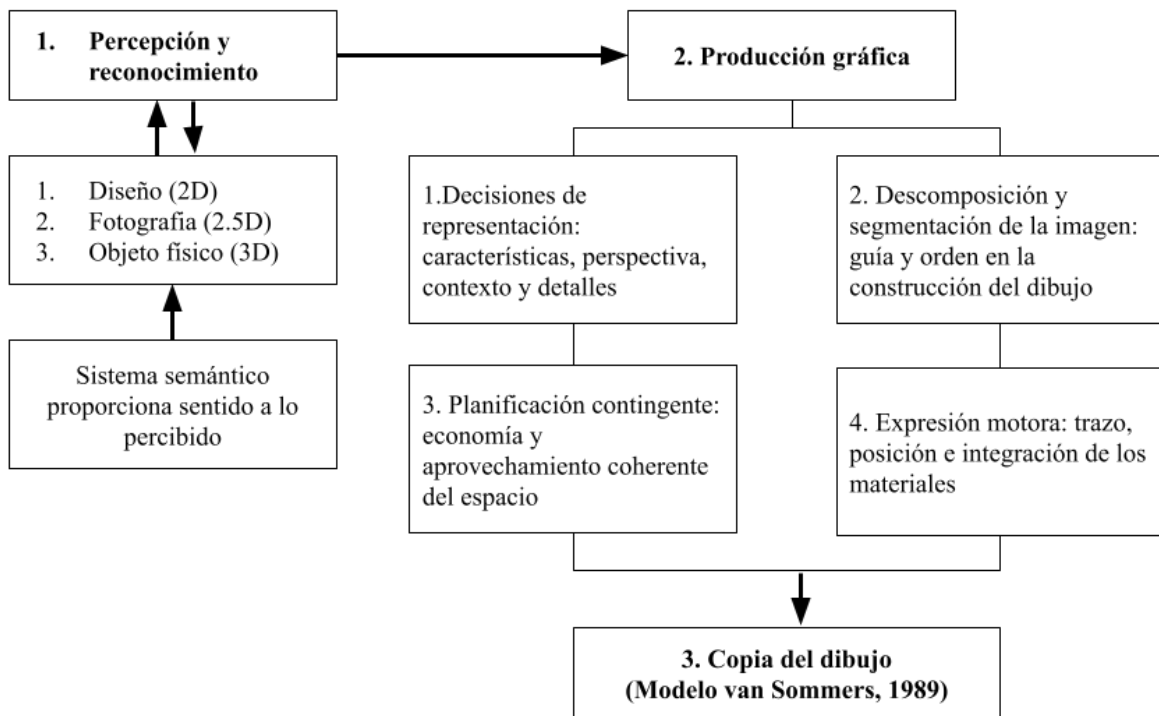 1. Percepción y
reconocimiento
2. Producción gráfica
1. Diseño (2D)
2. Fotografia (2.5D)
3. Objeto físico (3D)
Sistema semántico
proporciona sentido a lo
percibido
1.Decisiones de
representación:
características, perspectiva,
contexto y detalles
2. Descomposición y
segmentación de la imagen:
guía y orden en la
construcción del dibujo
3. Planificación contingente:
economía y
aprovechamiento coherente
del espacio
4. Expresión motora: trazo,
posición e integración de los
materiales
3. Copia del dibujo
(Modelo van Sommers, 1989)